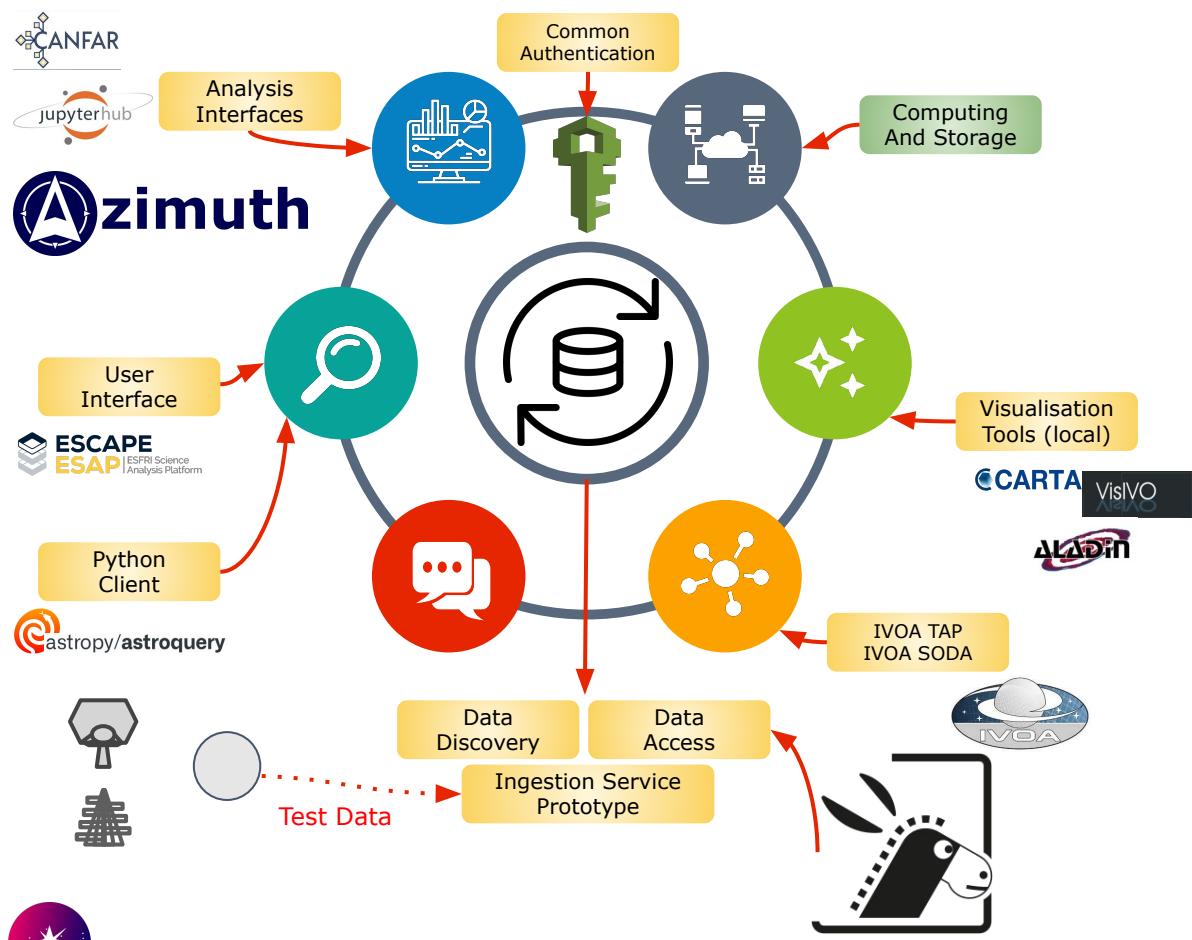 CANFAR
jupyterhub
Analysis
Interfaces
Common
Authentication
Computing
And Storage
Azimuth
User
Interface
ESCAPE
ESAP
ESFRI Science
Analysis Platform
Visualisation
Tools (local)
CARTA
VisIVO
ALADiN
Python
Client
astropy/astroquery
IVOA TAP
IVOA SODA
IVOA
Data
Discovery
Data
Access
Ingestion Service
Prototype
Test Data